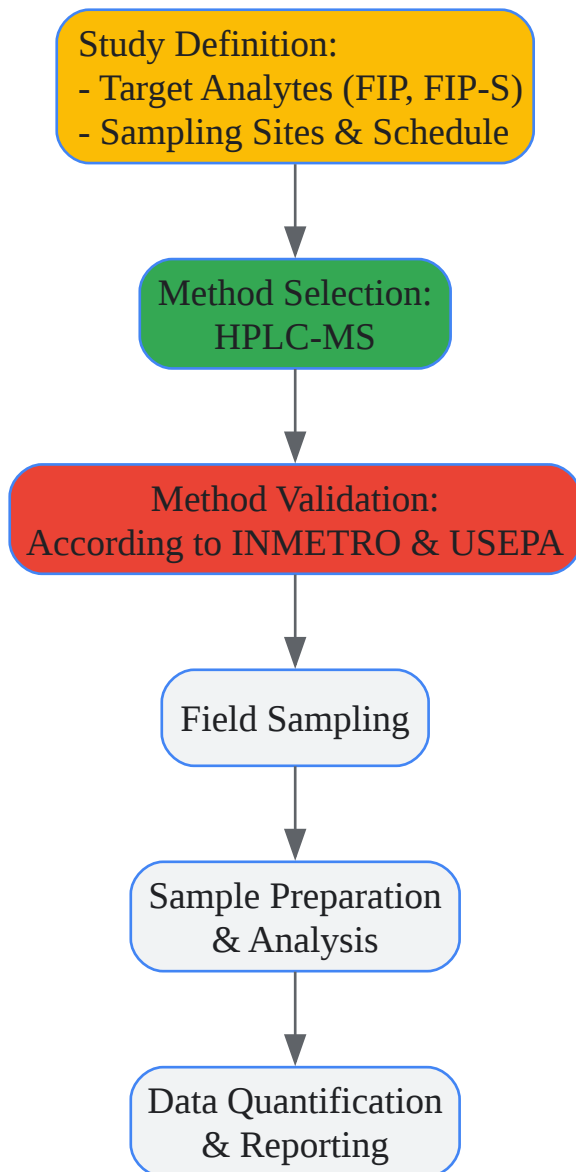 Study Definition:
- Target Analytes (FIP, FIP-S)
- Sampling Sites & Schedule
Method Selection:
HPLC-MS
Method Validation:
According to INMETRO & USEPA
Field Sampling
Sample Preparation
& Analysis
Data Quantification
& Reporting